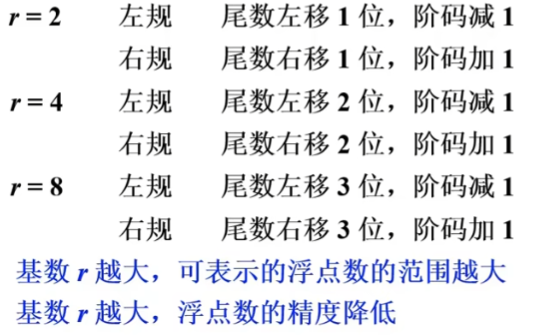 r = 2 左规 尾数左移 1 位，阶码减 1
右规 尾数右移 1 位，阶码加 1
r = 4 左规 尾数左移 2 位，阶码减 1
右规 尾数右移 2 位，阶码加 1
r = 8 左规 尾数左移 3 位，阶码减 1
右规 尾数右移 3 位，阶码加 1
基数 r 越大，可表示的浮点数的范围越大
基数 r 越大，浮点数的精度降低